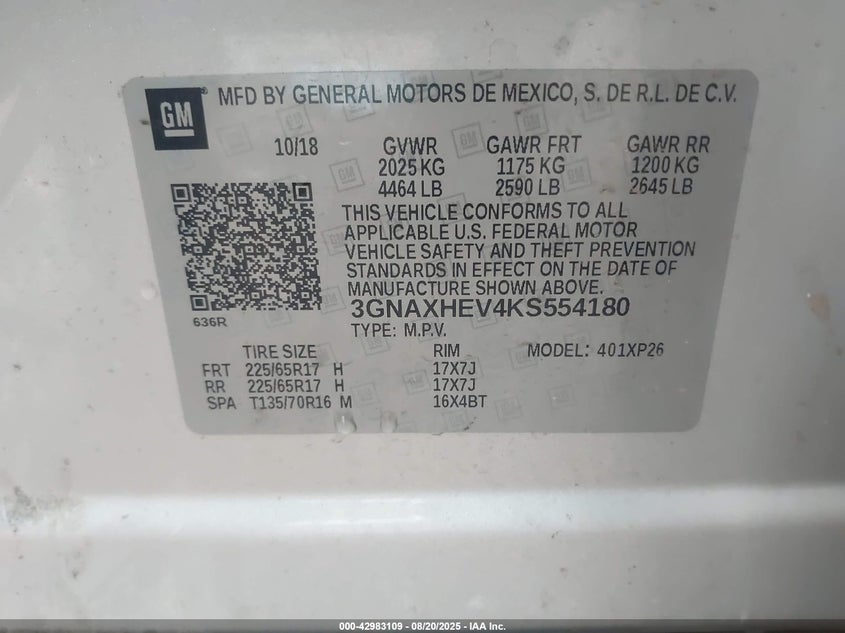 GM
MFD BY GENERAL MOTORS DE MEXICO, S. DE R.L. DE C.V.
10/18 GVWR GAWR FRT GAWR RR
2025 KG 1175 KG 1200 KG
4464 LB 2590 LB 2645 LB
THIS VEHICLE CONFORMS TO ALL
APPLICABLE U.S. FEDERAL MOTOR
VEHICLE SAFETY AND THEFT PREVENTION
STANDARDS IN EFFECT ON THE DATE OF
MANUFACTURE SHOWN ABOVE.
3GNAXHEV4KS554180
636R
TYPE: M.P.V.
TIRE SIZE RIM MODEL: 401XP26
FRT 225/65R17 H 17X7J
RR 225/65R17 H 17X7J
SPA T135/70R16 M 16X4BT
000-42983109 - 08/20/2025 - IAA Inc.